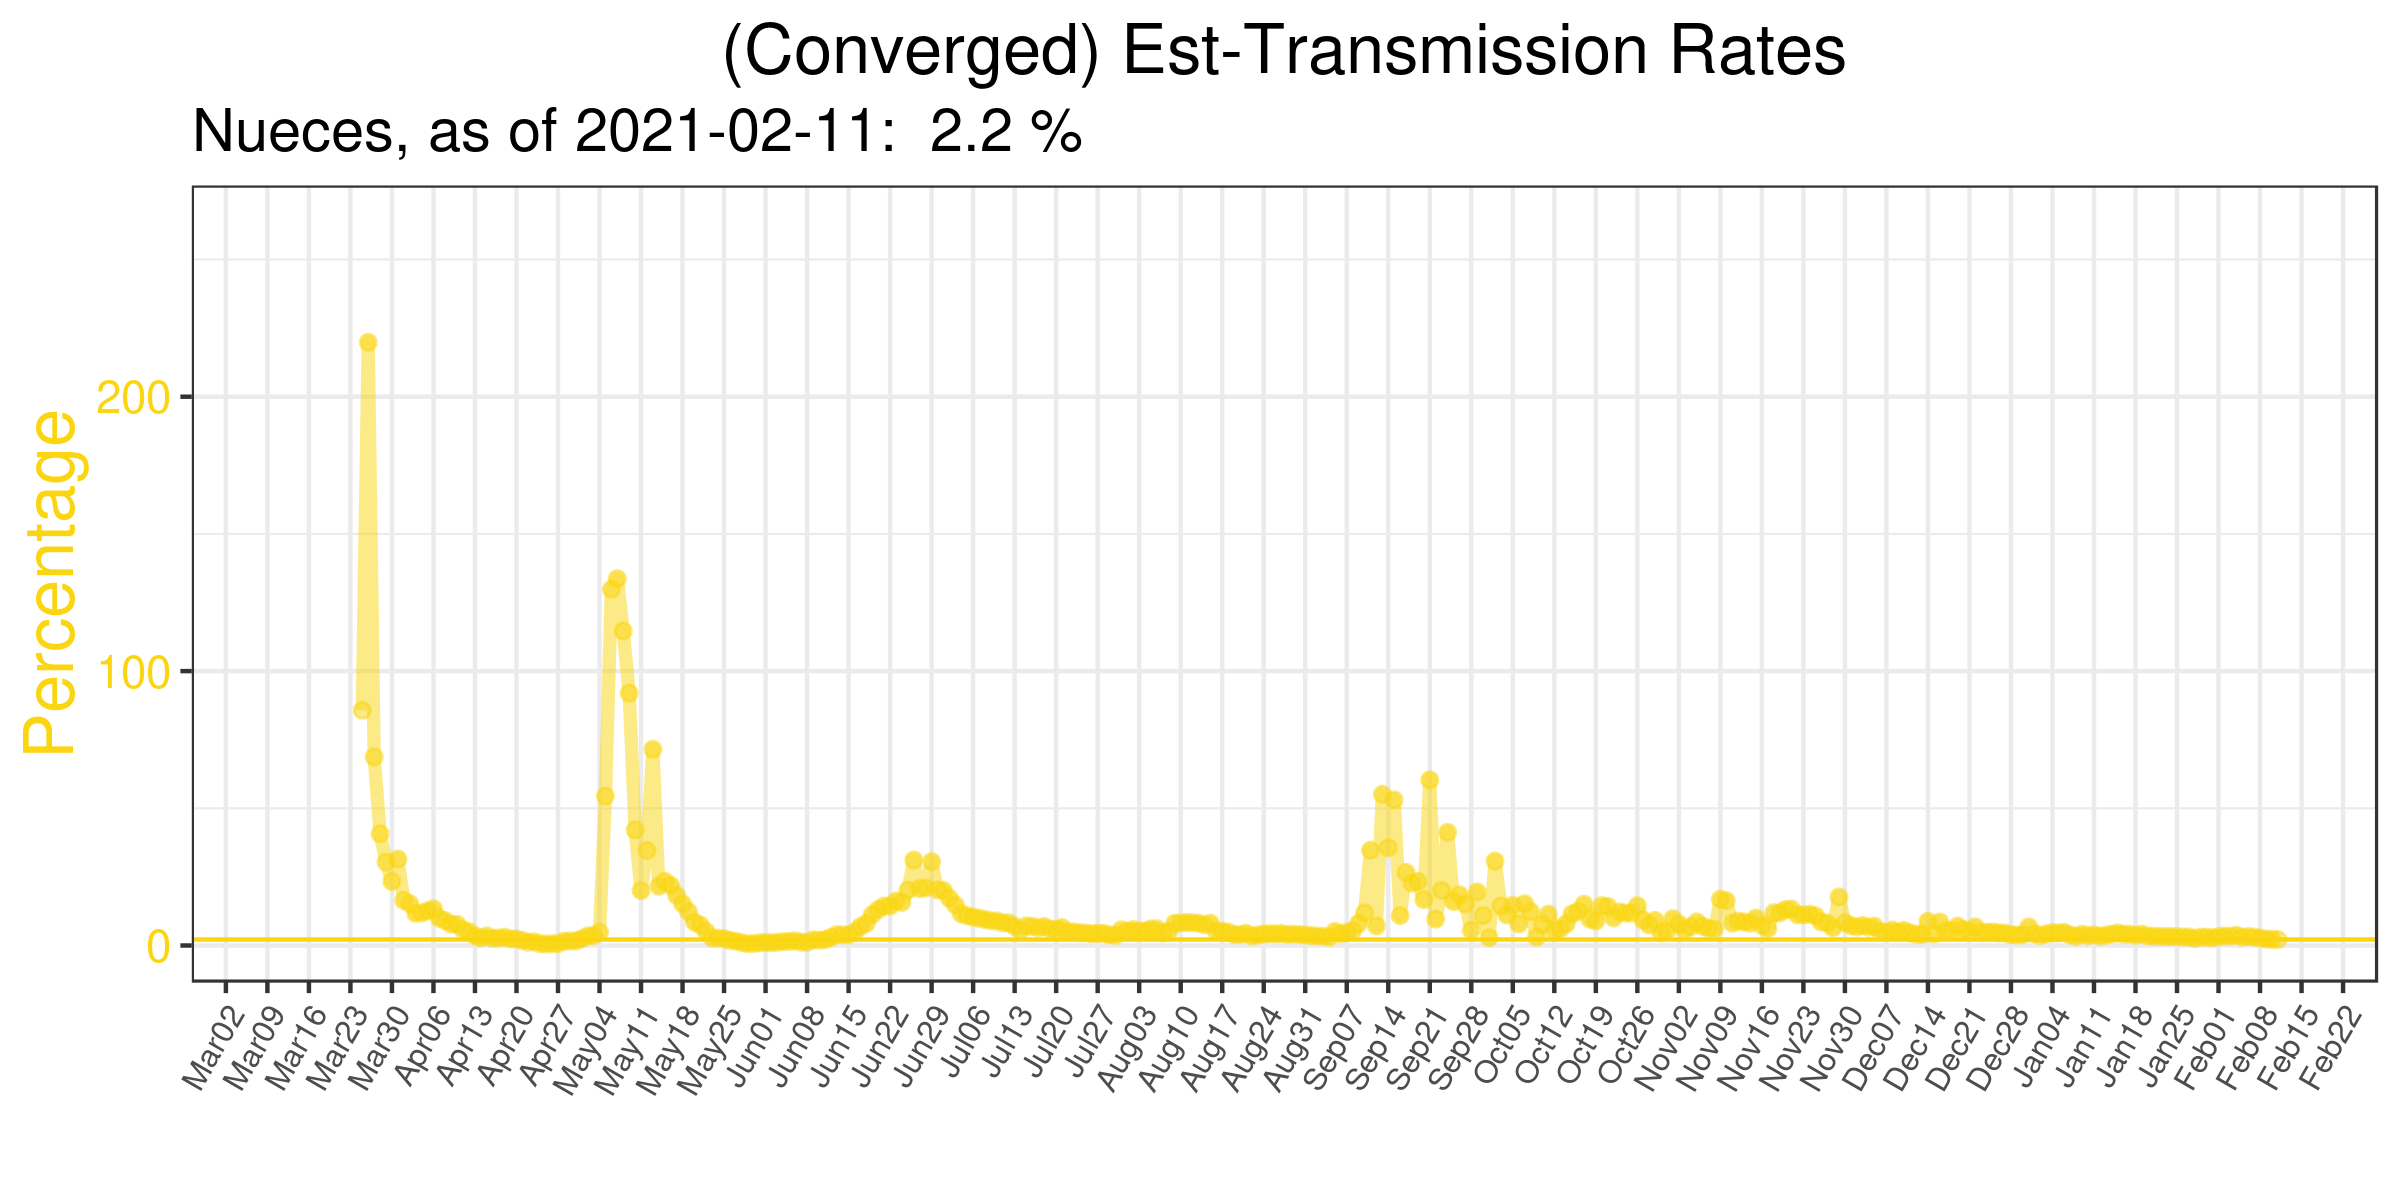 (Converged) Est-Transmission Rates
Nueces, as of 2021-02-11:  2.2 %
Percentage
200
100
0
Mar02
Mar09
Mar16
Mar23
Mar30
Apr06
Apr13
Apr20
Apr27
May04
May11
May18
May25
Jun01
Jun08
Jun15
Jun22
Jun29
Jul06
Jul13
Jul20
Jul27
Aug03
Aug10
Aug17
Aug24
Aug31
Sep07
Sep14
Sep21
Sep28
Oct05
Oct12
Oct19
Oct26
Nov02
Nov09
Nov16
Nov23
Nov30
Dec07
Dec14
Dec21
Dec28
Jan04
Jan11
Jan18
Jan25
Feb01
Feb08
Feb15
Feb22